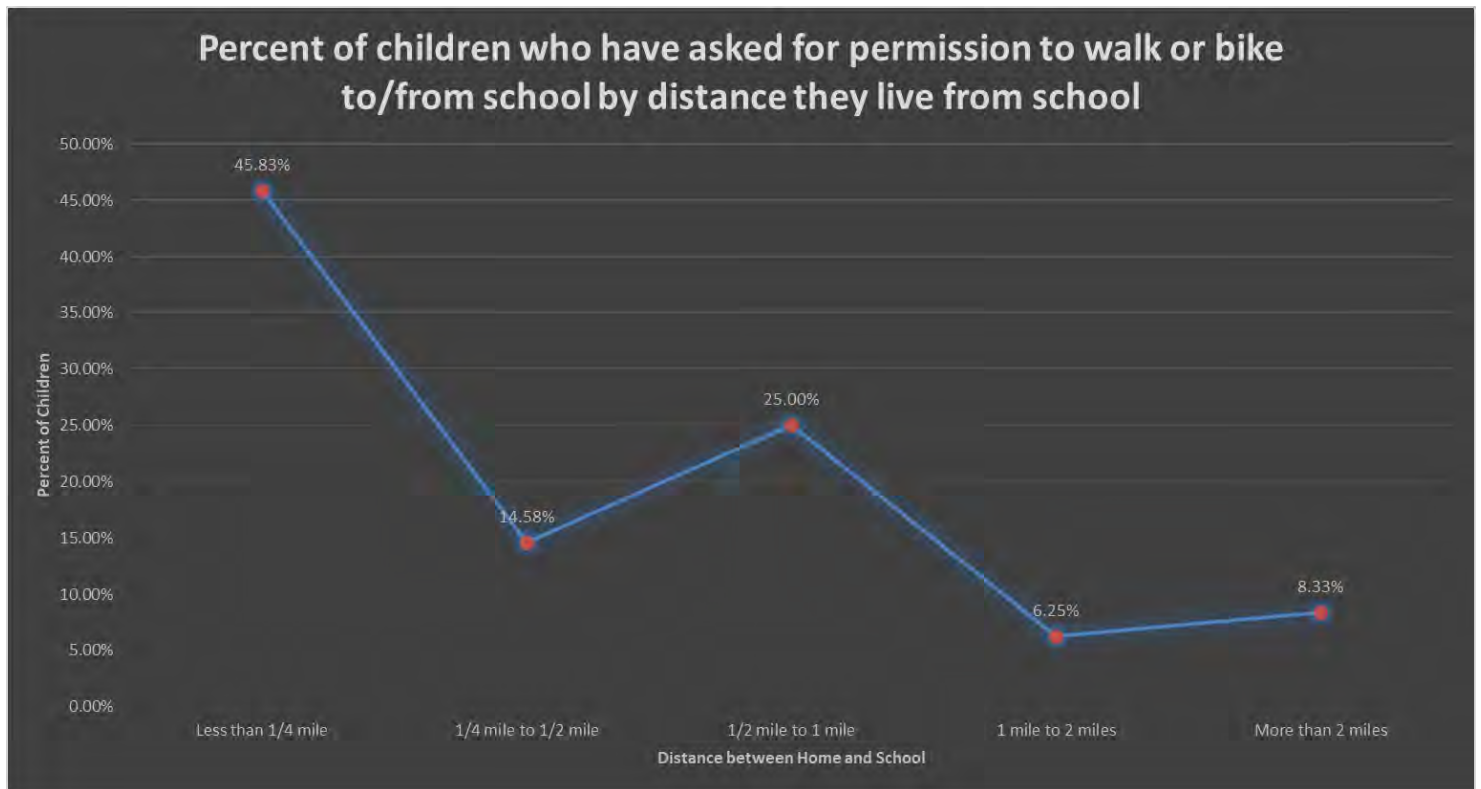 Percent of children who have asked for permission to walk or bike
to/from school by distance they live from school
50.00%
45.83%
45.00%
40.00%
35.00%
30.00%
25.00%
25.00%
20.00%
14.58%
15.00%
10.00%
6.25%
8.33%
5.00%
0.00%
Percent of Children
Less than 1/4 mile
1/4 mile to 1/2 mile
1/2 mile to 1 mile
1 mile to 2 miles
More than 2 miles
Distance between Home and School